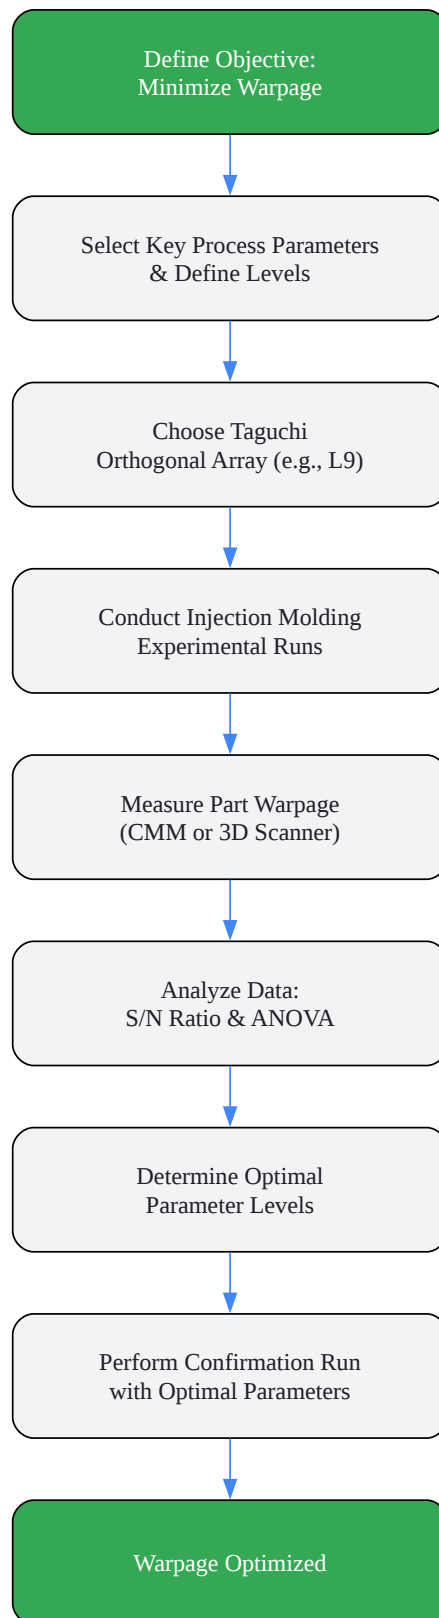 Define Objective:
Minimize Warpage
Select Key Process Parameters
& Define Levels
Choose Taguchi
Orthogonal Array (e.g., L9)
Conduct Injection Molding
Experimental Runs
Measure Part Warpage
(CMM or 3D Scanner)
Analyze Data:
S/N Ratio & ANOVA
Determine Optimal
Parameter Levels
Perform Confirmation Run
with Optimal Parameters
Warpage Optimized